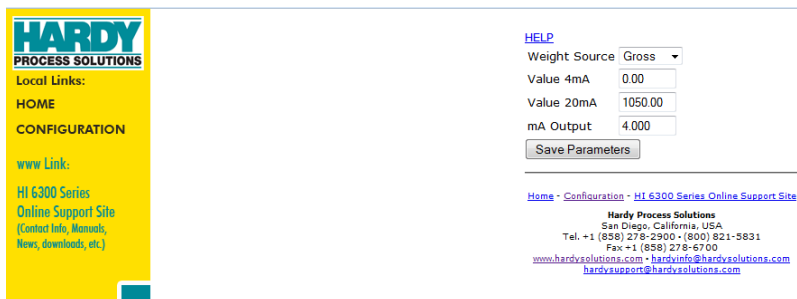 HARDY
PROCESS SOLUTIONS
Local Links:
HOME
CONFIGURATION
www Link:
HI 6300 Series
Online Support Site
(Contact Info, Manuals,
News, downloads, etc.)
HELP
Weight Source Gross
Value 4mA 0.00
Value 20mA 1050.00
mA Output 4.000
Save Parameters
Home - Configuration - HI 6300 Series Online Support Site
Hardy Process Solutions
San Diego, California, USA
Tel. +1 (858) 278-2900 • (800) 821-5831
Fax +1 (858) 278-6700
www.hardysolutions.com • hardyinfo@hardysolutions.com
hardysupport@hardysolutions.com